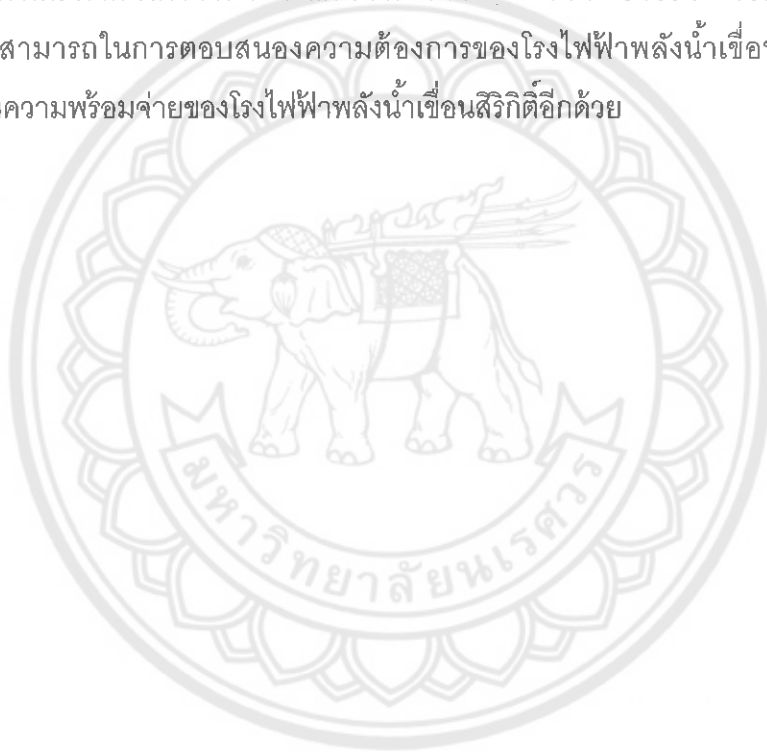 สามารถในการตอบสนองความต้องการของโรงไฟฟ้าพลังน้ำเขื่อน
ความพร้อมจ่ายของโรงไฟฟ้าพลังน้ำเขื่อนสิริกิติ์อีกด้วย
มหาวิทยาลัยนเรศวร